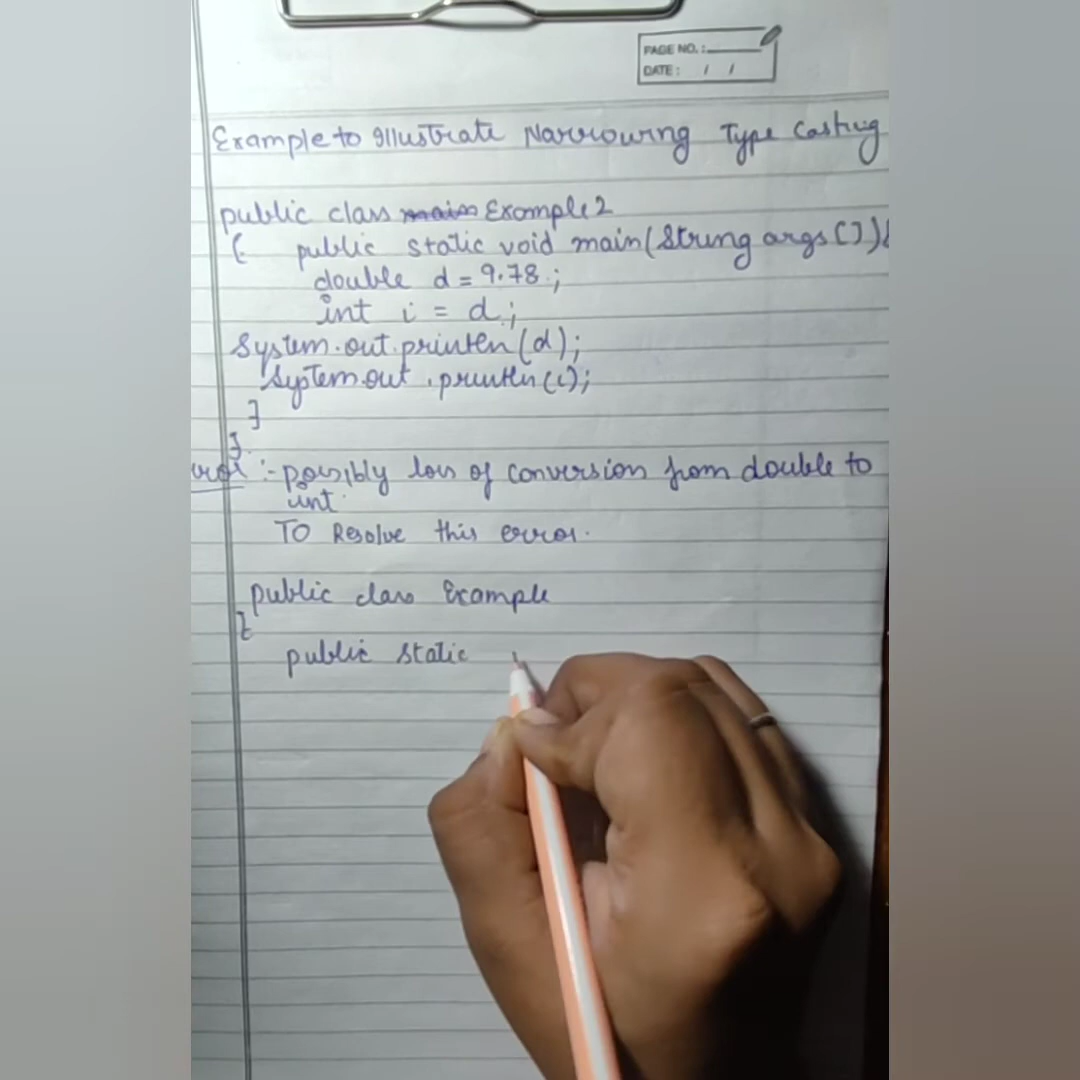 PAGE NO. :
DATE : / /
Example to Illustrate Narrowing Type Casting
public class Example2
{ public static void main(String args[]){
double d = 9.78;
int i = d;
System.out.println(d);
System.out.println(i);
}
}
:- possibly loss of conversion from double to
int.
TO Resolve this error.
public class Example
{
public static